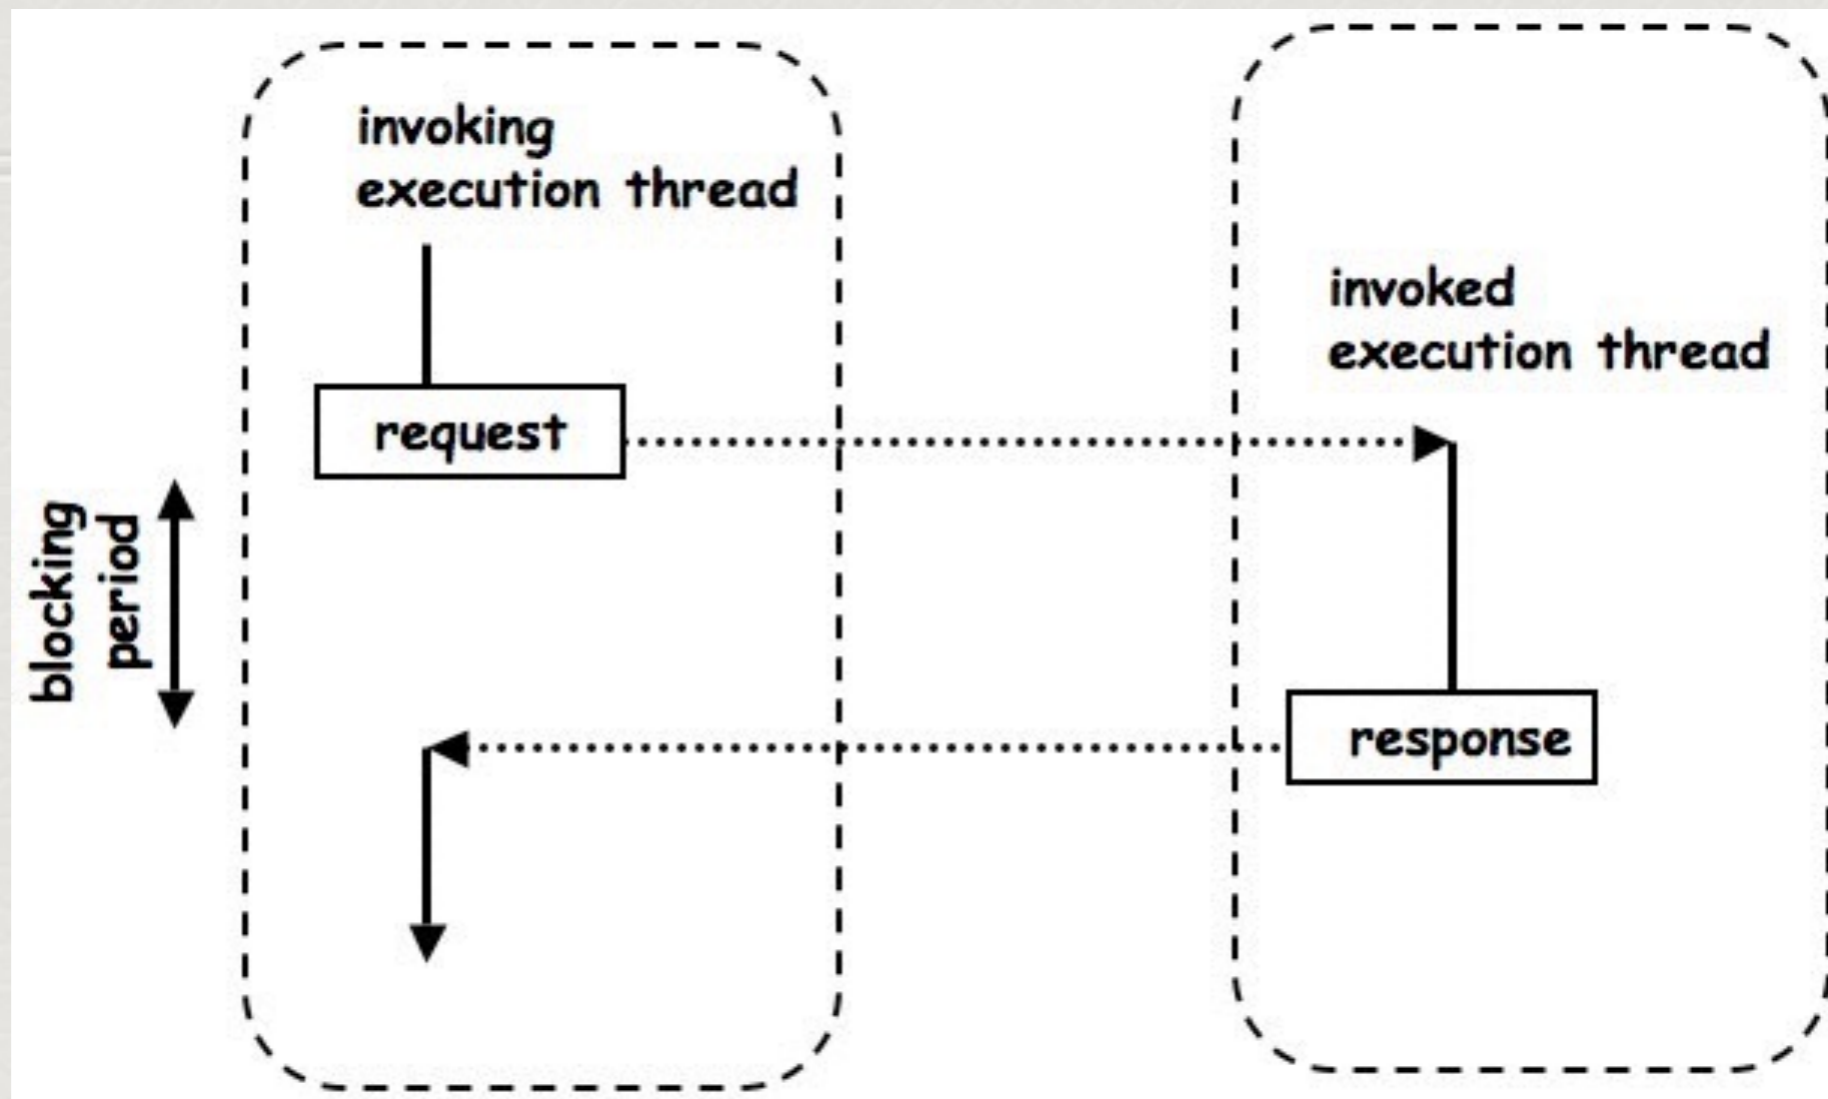 invoking
execution thread
invoked
execution thread
request
blocking
period
response